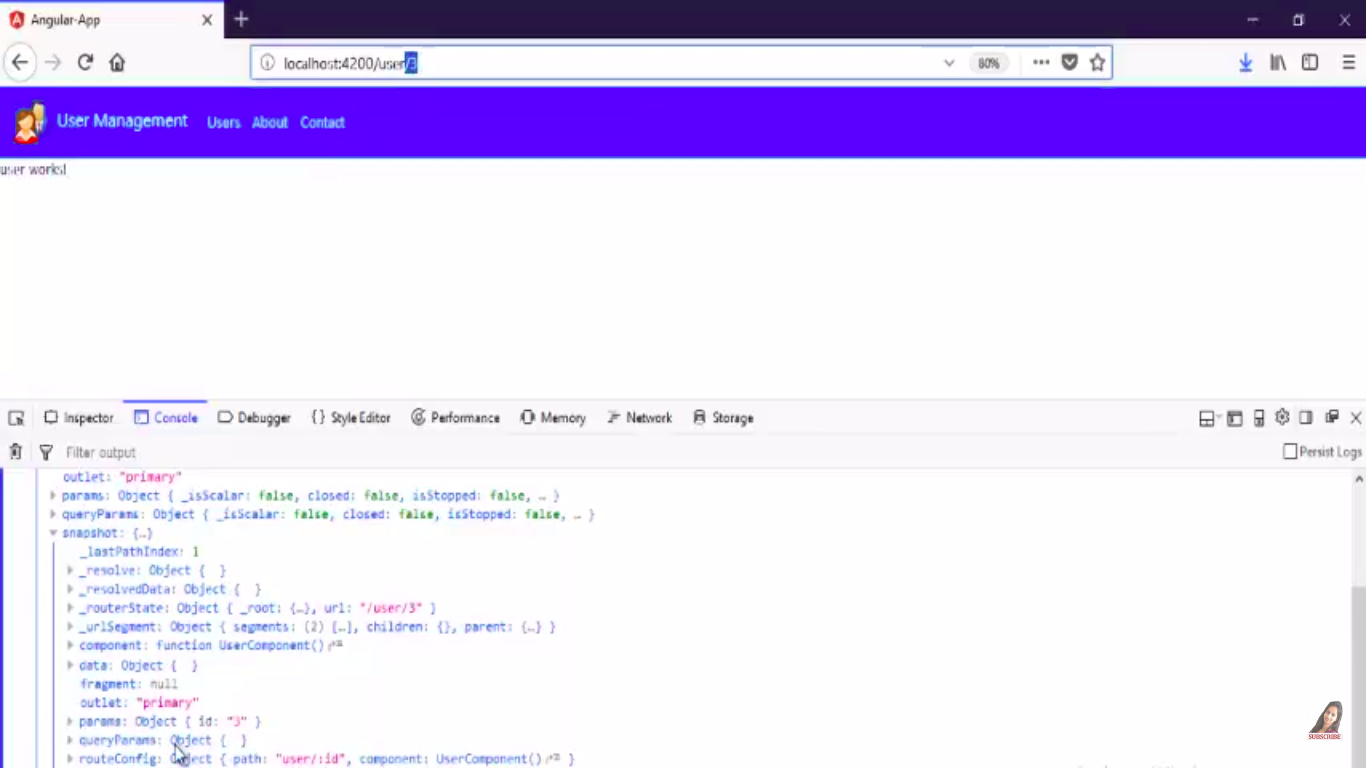 Angular-App
localhost:4200/user/3
80%
User Management Users About Contact
user works!
Inspector Console Debugger {} Style Editor Performance Memory Network Storage
Filter output
Persist Logs
outlet: "primary"
params: Object { _isScalar: false, closed: false, isStopped: false, … }
queryParams: Object { _isScalar: false, closed: false, isStopped: false, … }
snapshot: {…}
_lastPathIndex: 1
_resolve: Object { }
_resolvedData: Object { }
_routerState: Object { _root: {…}, url: "/user/3" }
_urlSegment: Object { segments: (2) […], children: {}, parent: {…} }
component: function UserComponent()
data: Object { }
fragment: null
outlet: "primary"
params: Object { id: "3" }
queryParams: Object { }
routeConfig: Object { path: "user/:id", component: UserComponent() }
SUBSCRIBE